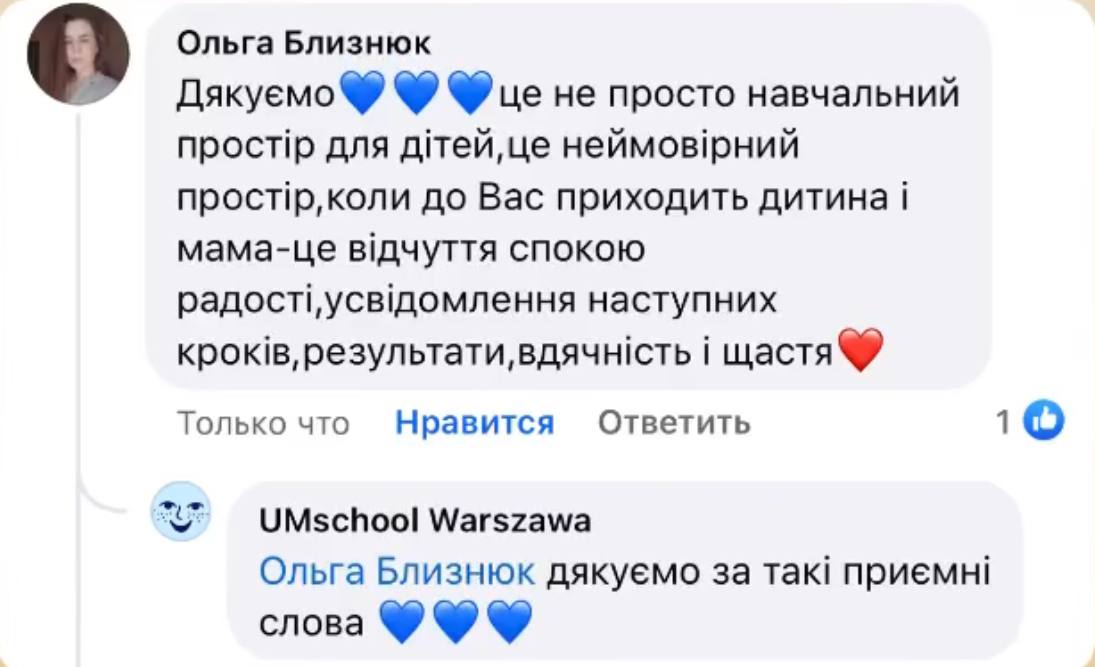 Ольга Близнюк
Дякуємо💙💙💙це не просто навчальний
простір для дітей,це неймовірний
простір,коли до Вас приходить дитина і
мама-це відчуття спокою
радості,усвідомлення наступних
кроків,результати,вдячність і щастя❤️
Только что Нравится Ответить 1
UMschool Warszawa
Ольга Близнюк дякуємо за такі приємні
слова 💙💙💙